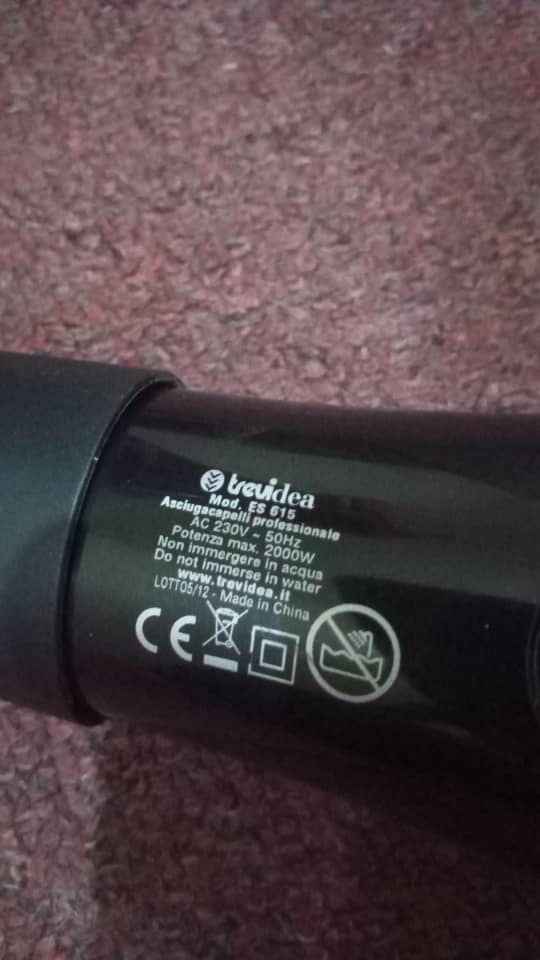 trevidea
Mod. ES 615
Asciugacapelli professionale
AC 230V ~ 50Hz
Potenza max. 2000W
Non immergere in acqua
Do not immerse in water
www.trevidea.it
LOTTO5/12 - Made in China
CE